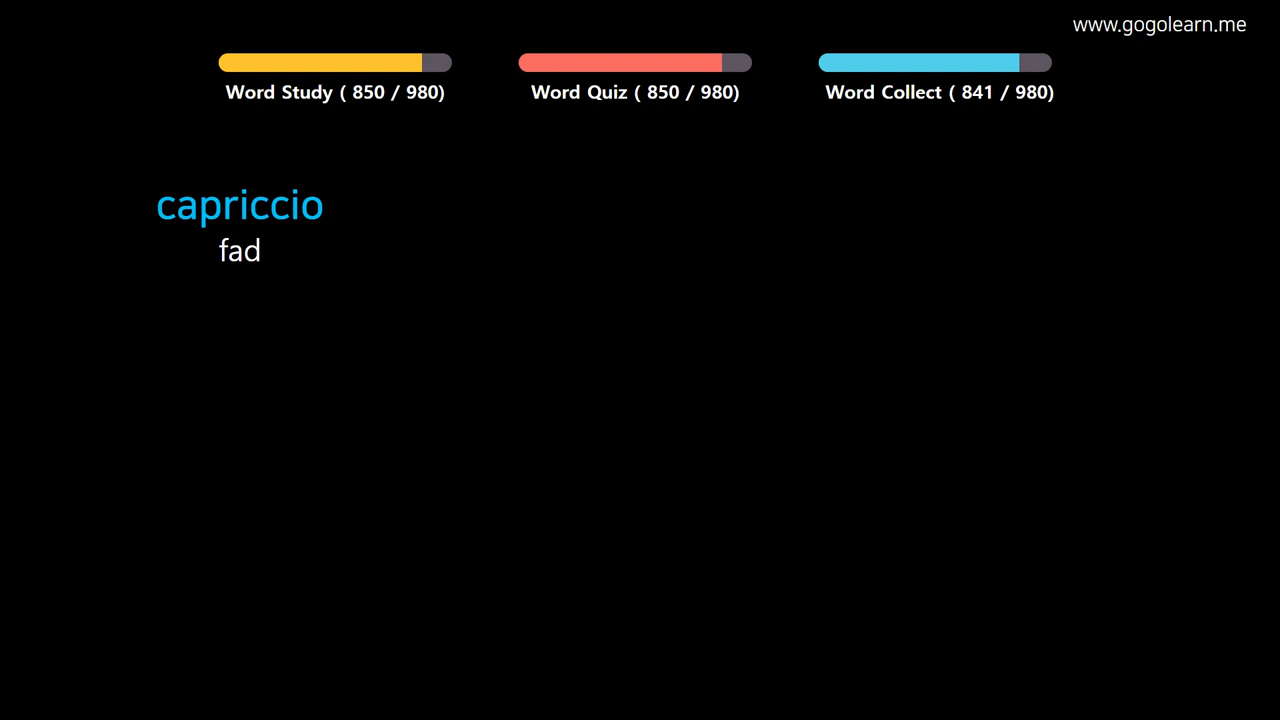 www.gogolearn.me
Word Study ( 850 / 980)
Word Quiz ( 850 / 980)
Word Collect ( 841 / 980)
capriccio
fad